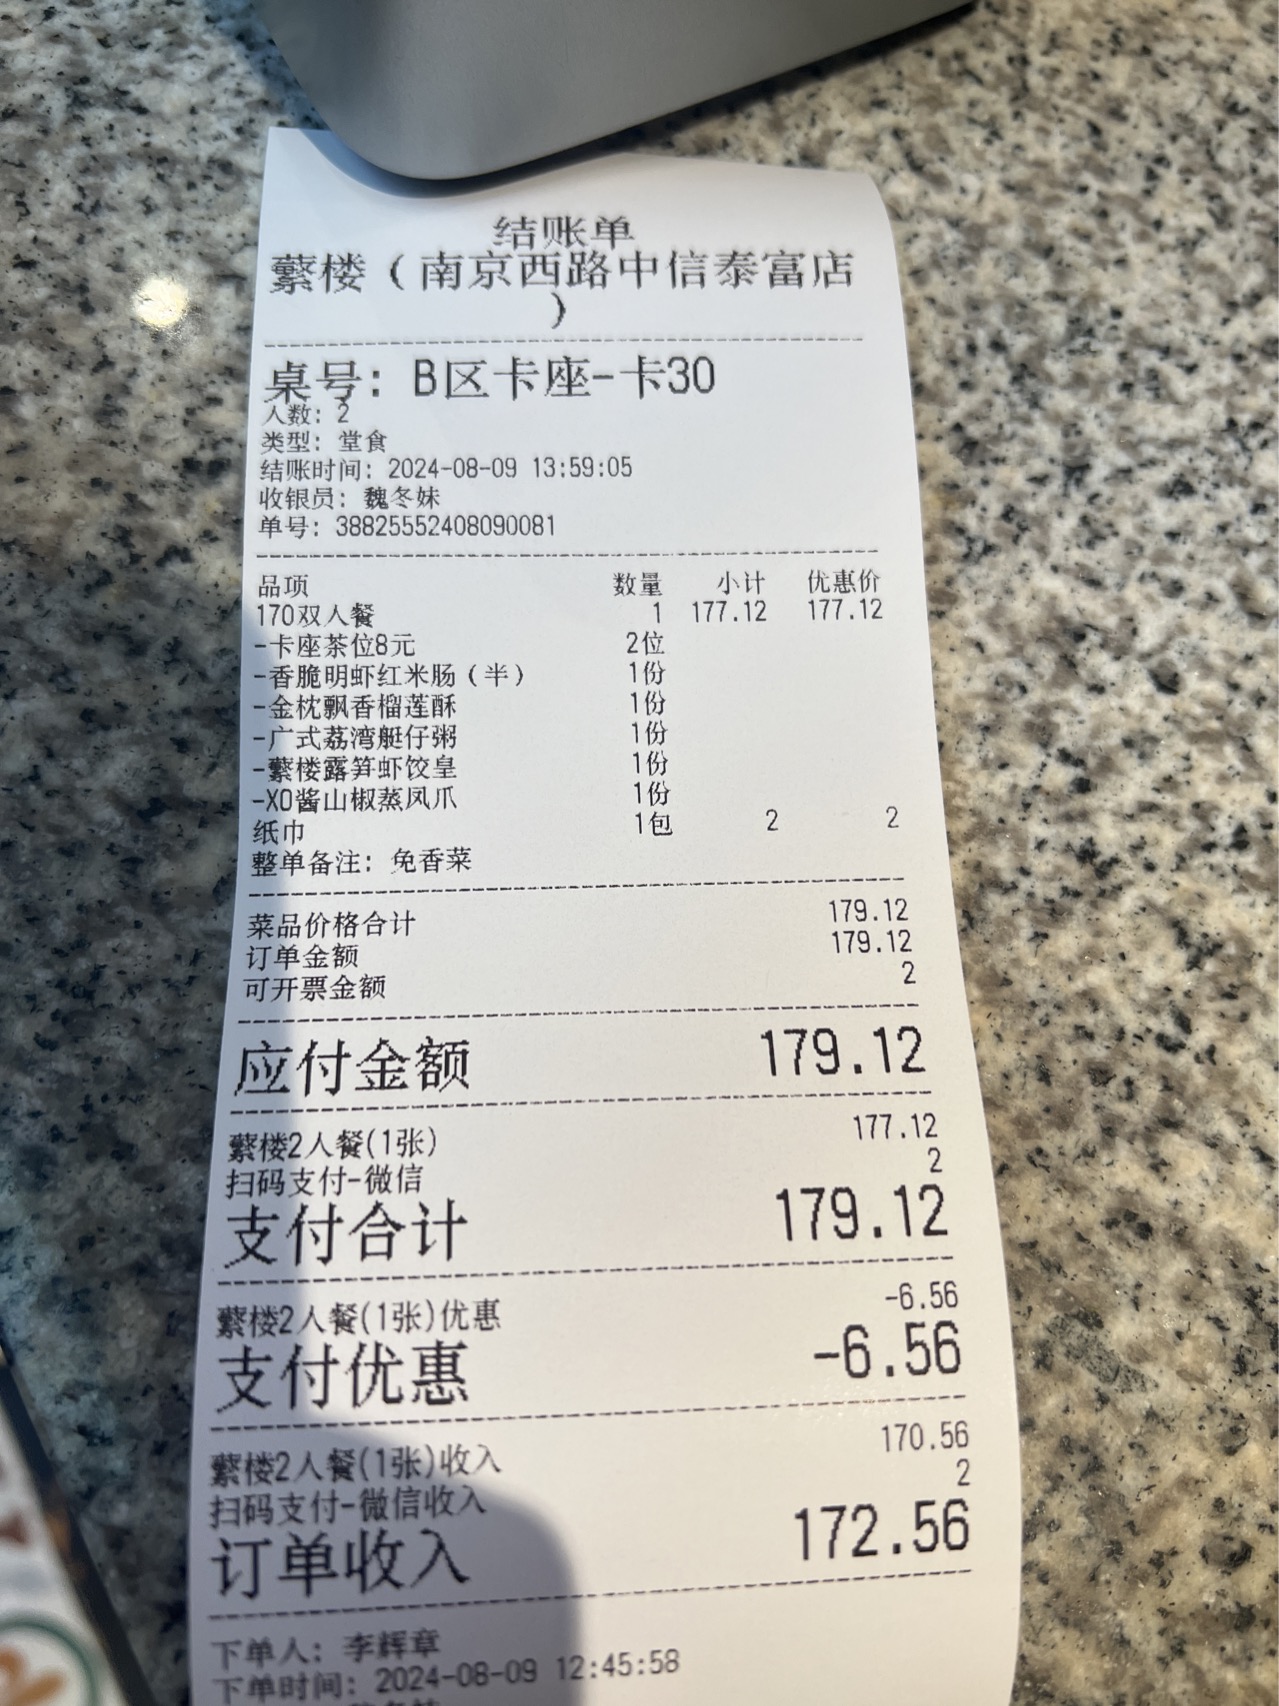 结账单
蘩楼（南京西路中信泰富店
）
桌号: B区卡座-卡30
人数: 2
类型: 堂食
结账时间: 2024-08-09 13:59:05
收银员: 魏冬妹
单号: 38825552408090081
品项 数量 小计 优惠价
170双人餐 1 177.12 177.12
-卡座茶位8元 2位
-香脆明虾红米肠（半） 1份
-金枕飘香榴莲酥 1份
-广式荔湾艇仔粥 1份
-蘩楼露笋虾饺皇 1份
-XO酱山椒蒸凤爪 1份
纸巾 1包 2 2
整单备注: 免香菜
菜品价格合计 179.12
订单金额 179.12
可开票金额 2
应付金额 179.12
蘩楼2人餐(1张) 177.12
扫码支付-微信 2
支付合计 179.12
蘩楼2人餐(1张)优惠 -6.56
支付优惠 -6.56
蘩楼2人餐(1张)收入 170.56
扫码支付-微信收入 2
订单收入 172.56
下单人: 李辉章
下单时间: 2024-08-09 12:45:58